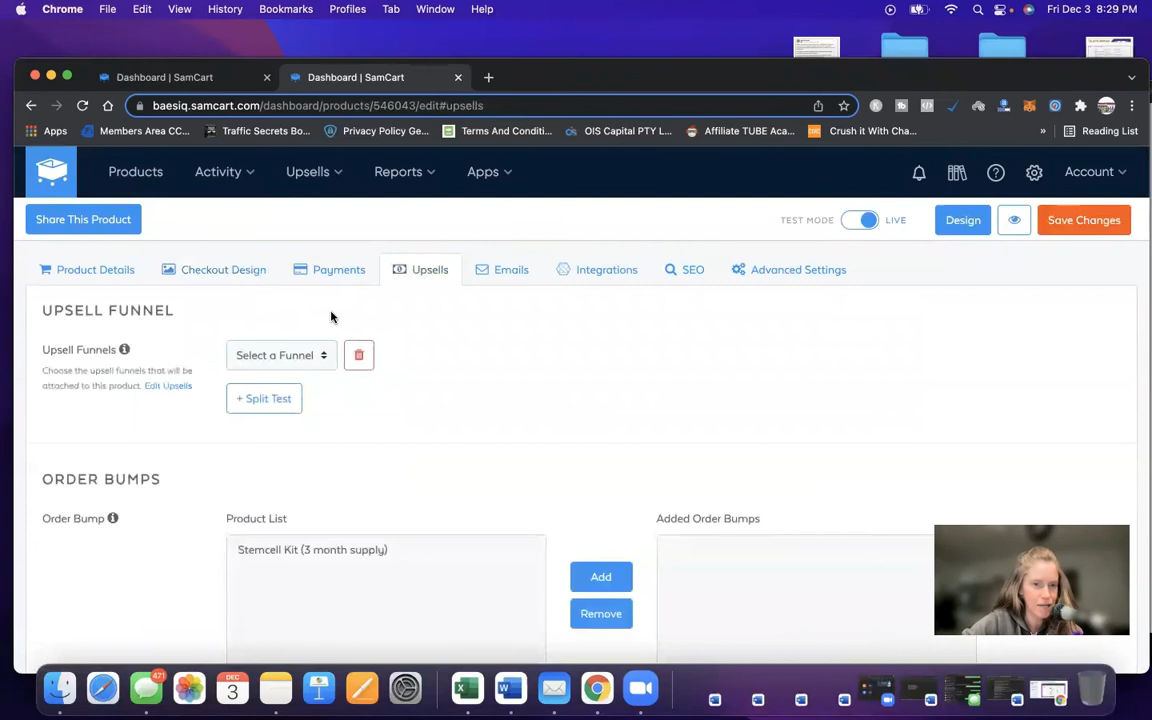 Chrome File Edit View History Bookmarks Profiles Tab Window Help Fri Dec 3 8:29 PM
Dashboard | SamCart Dashboard | SamCart
baesiq.samcart.com/dashboard/products/546043/edit#upsells
Apps Members Area CC... Traffic Secrets Bo... Privacy Policy Ge... Terms And Conditi... OIS Capital PTY L... Affiliate TUBE Aca... Crush it With Cha... » Reading List
Products Activity Upsells Reports Apps Account
Share This Product TEST MODE LIVE Design Save Changes
Product Details Checkout Design Payments Upsells Emails Integrations SEO Advanced Settings
UPSELL FUNNEL
Upsell Funnels Select a Funnel
Choose the upsell funnels that will be
attached to this product. Edit Upsells
+ Split Test
ORDER BUMPS
Order Bump Product List Added Order Bumps
Stemcell Kit (3 month supply)
Add
Remove
471
DEC
3